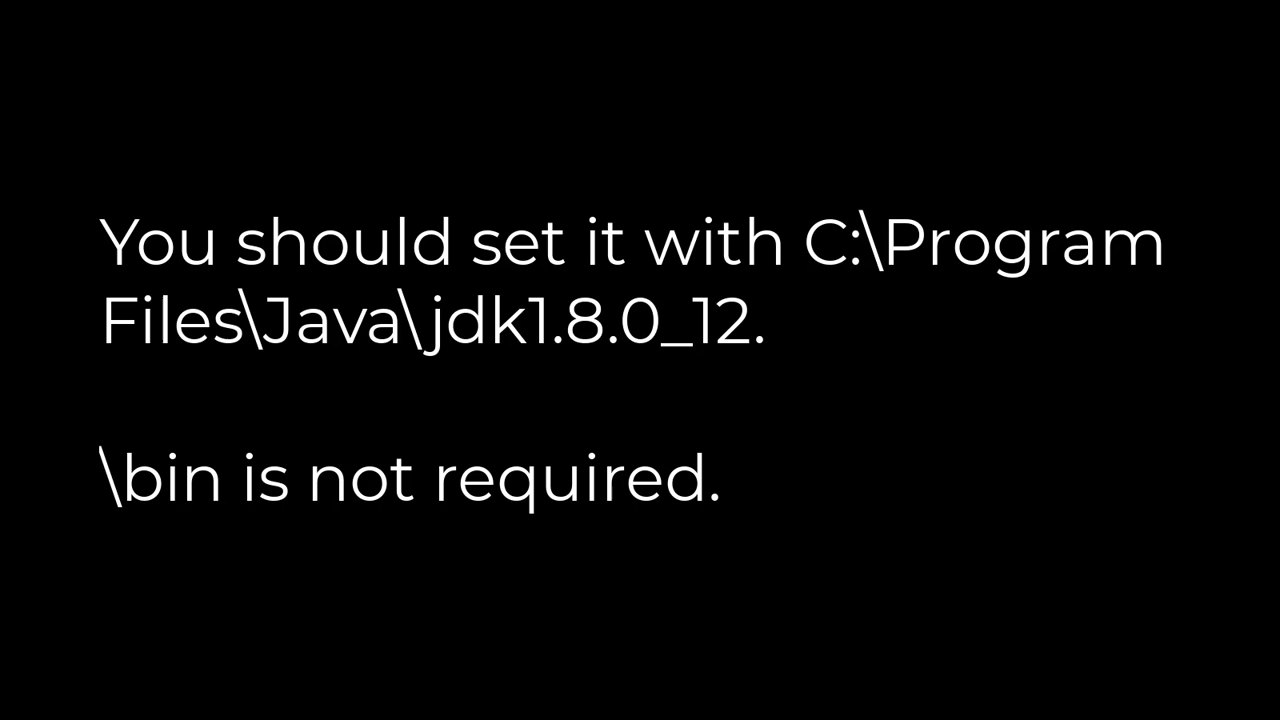 You should set it with C:\Program
Files\Java\jdk1.8.0_12.
\bin is not required.